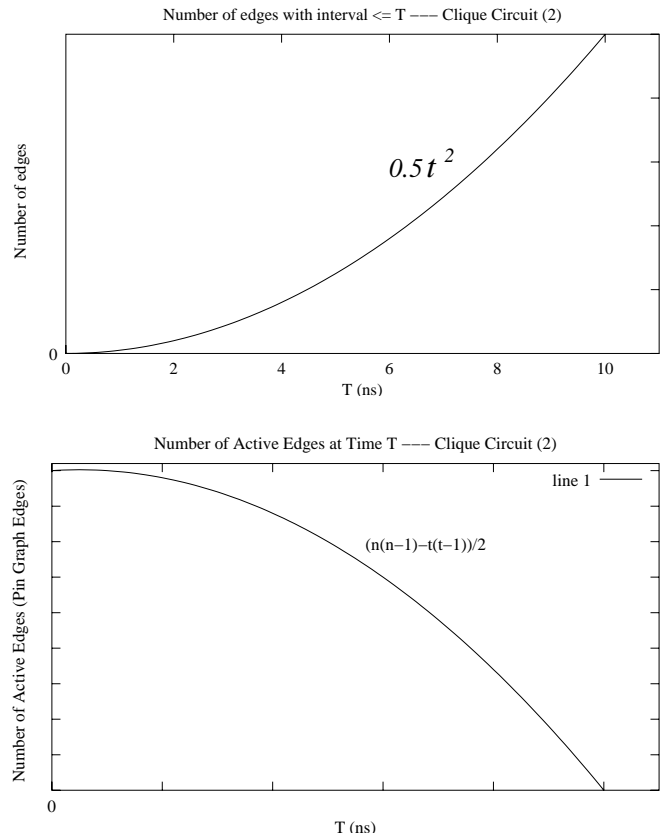 Number of edges with interval <= T −−− Clique Circuit (2)
Number of edges
0.5t 2
0
0 2 4 6 8 10
T (ns)
Number of Active Edges at Time T −−− Clique Circuit (2)
line 1
Number of Active Edges (Pin Graph Edges)
(n(n−1)−t(t−1))/2
0
T (ns)